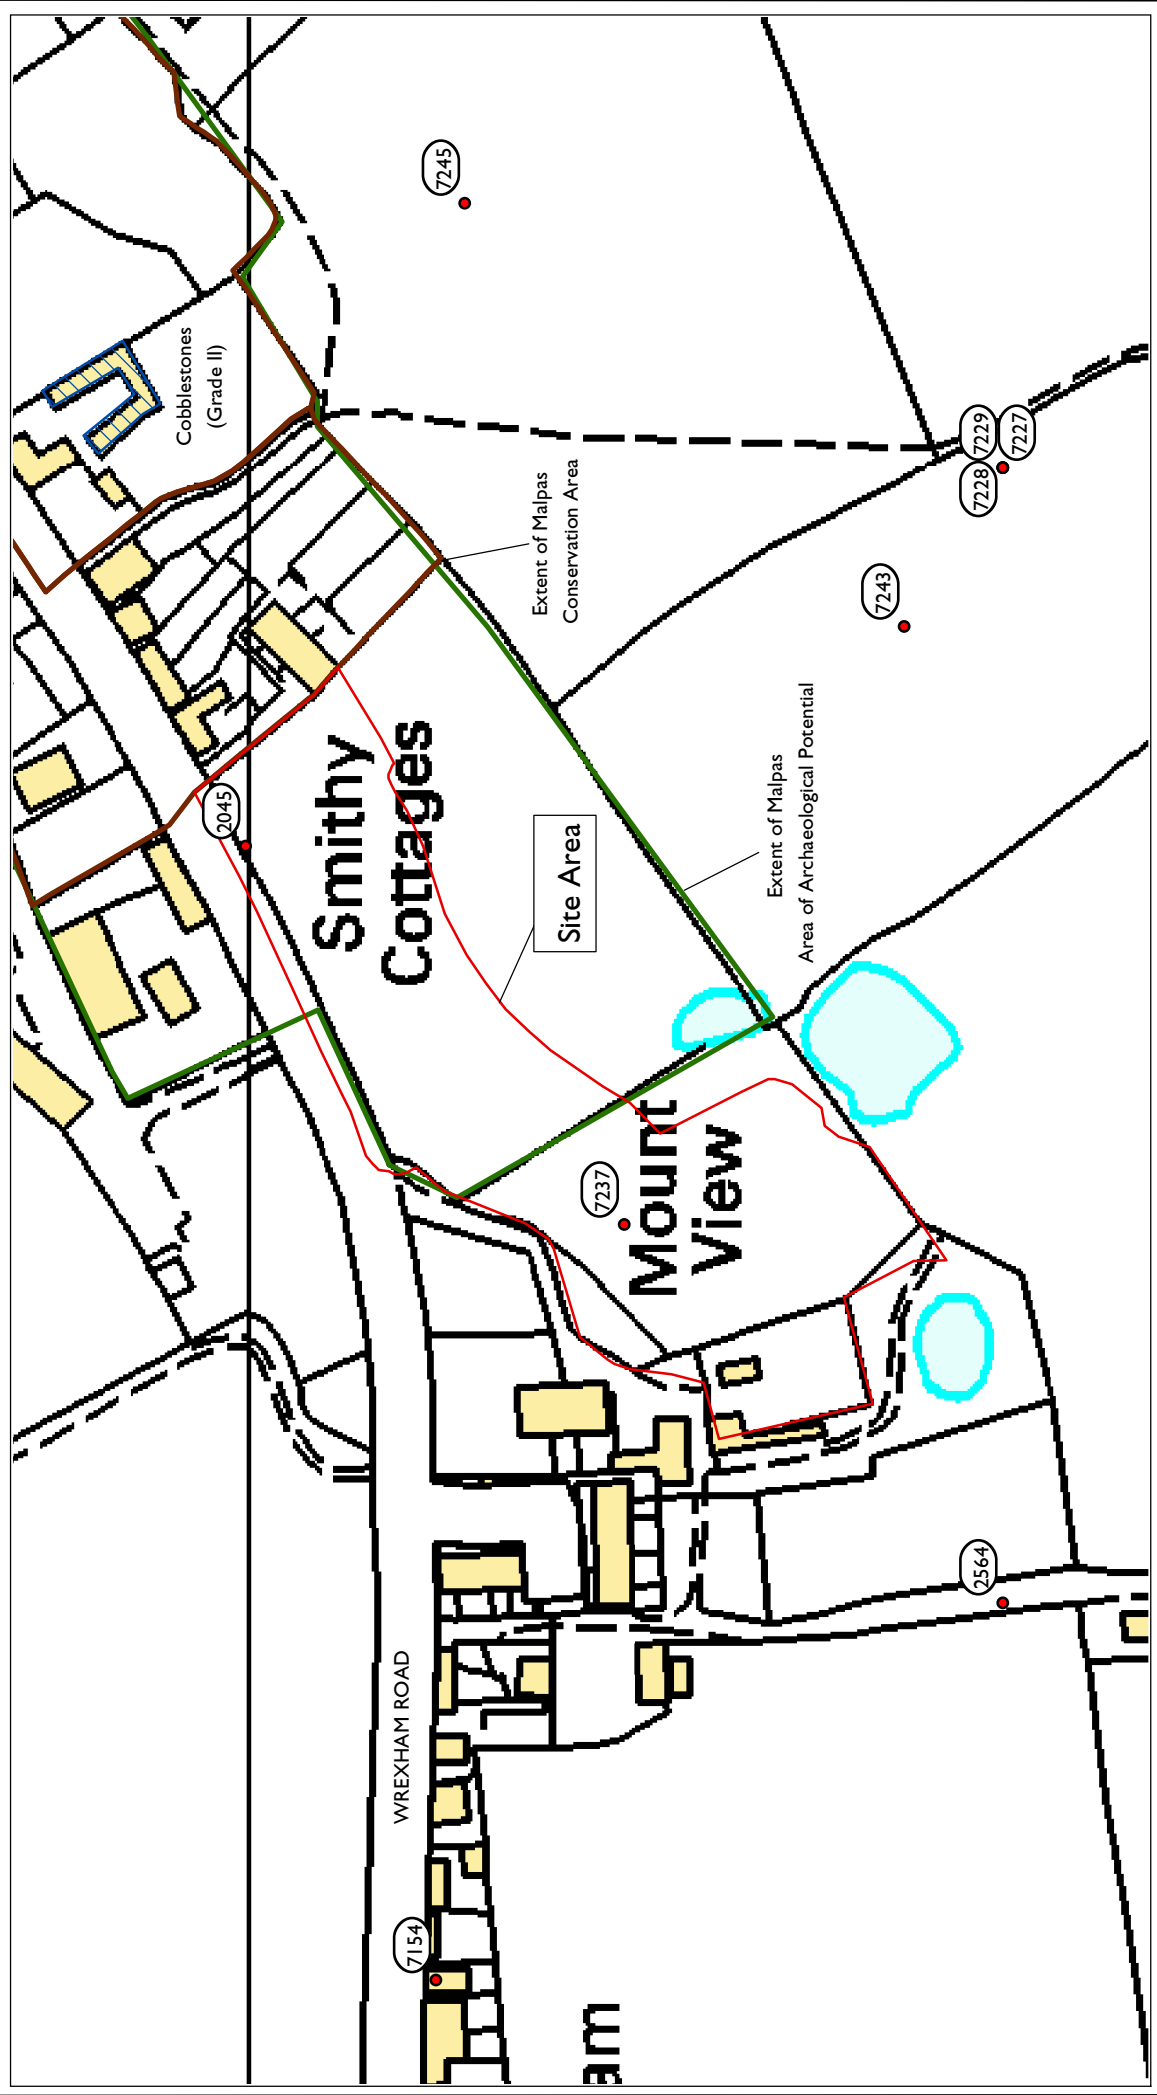 7154
WREXHAM ROAD
am
2564
7237
Mount
View
2045
Smithy
Cottages
Site Area
Extent of Malpas
Area of Archaeological Potential
Extent of Malpas
Conservation Area
Cobblestones
(Grade II)
7243
7228
7229
7227
7245